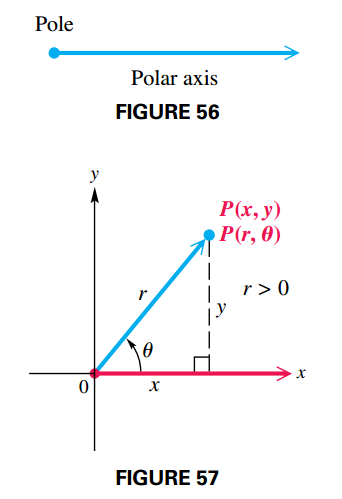 Pole
Polar axis
FIGURE 56
y
P(x, y)
P(r, θ)
r
r > 0
y
θ
0
x
x
FIGURE 57